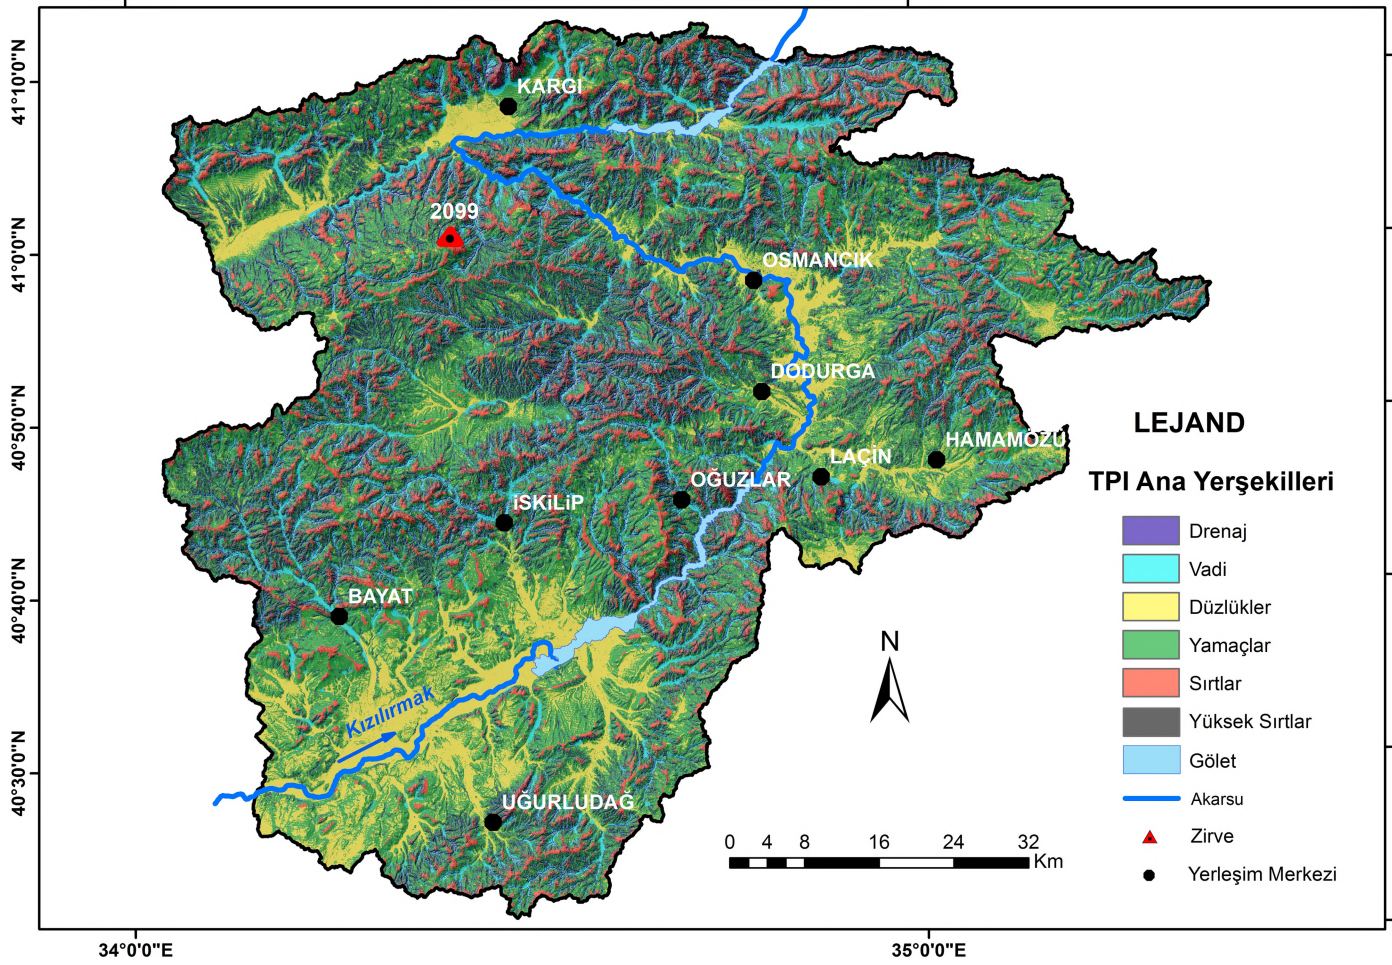 41°10'0"N
41°0'0"N
40°50'0"N
40°40'0"N
40°30'0"N
KARGI
2099
OSMANCIK
DODURGA
HAMAMÖZÜ
LAÇİN
OĞUZLAR
iSKiLiP
BAYAT
Kızılırmak
UĞURLUDAĞ
N
0 4 8 16 24 32
Km
LEJAND
TPI Ana Yerşekilleri
Drenaj
Vadi
Düzlükler
Yamaçlar
Sırtlar
Yüksek Sırtlar
Gölet
Akarsu
Zirve
Yerleşim Merkezi
34°0'0"E
35°0'0"E